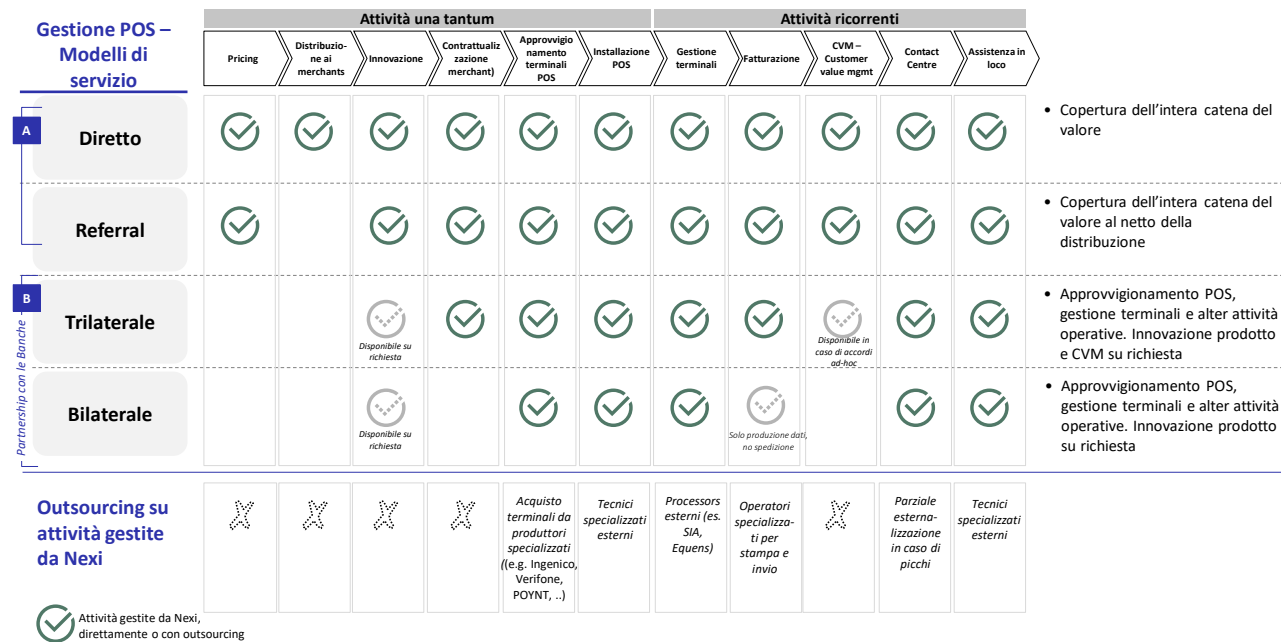 Gestione POS –
Modelli di
servizio
Attività una tantum
Attività ricorrenti
Pricing
Distribuzio-
ne ai
merchants
Innovazione
Contrattualiz
zazione
merchant)
Approvvigio
namento
terminali
POS
Installazione
POS
Gestione
terminali
Fatturazione
CVM –
Customer
value mgmt
Contact
Centre
Assistenza in
loco
A
Diretto
• Copertura dell'intera catena del
valore
Referral
• Copertura dell'intera catena del
valore al netto della
distribuzione
Partnership con le Banche
B
Trilaterale
Disponibile su
richiesta
Disponibile in
caso di accordi
ad-hoc
• Approvvigionamento POS,
gestione terminali e alter attività
operative. Innovazione prodotto
e CVM su richiesta
Bilaterale
Disponibile su
richiesta
Solo produzione dati,
no spedizione
• Approvvigionamento POS,
gestione terminali e alter attività
operative. Innovazione prodotto
su richiesta
Outsourcing su
attività gestite
da Nexi
X
X
X
X
Acquisto
terminali da
produttori
specializzati
((e.g. Ingenico,
Verifone,
POYNT, ..)
Tecnici
specializzati
esterni
Processors
esterni (es.
SIA,
Equens)
Operatori
specializza-
ti per
stampa e
invio
X
Parziale
esterna-
lizzazione
in caso di
picchi
Tecnici
specializzati
esterni
Attività gestite da Nexi,
direttamente o con outsourcing